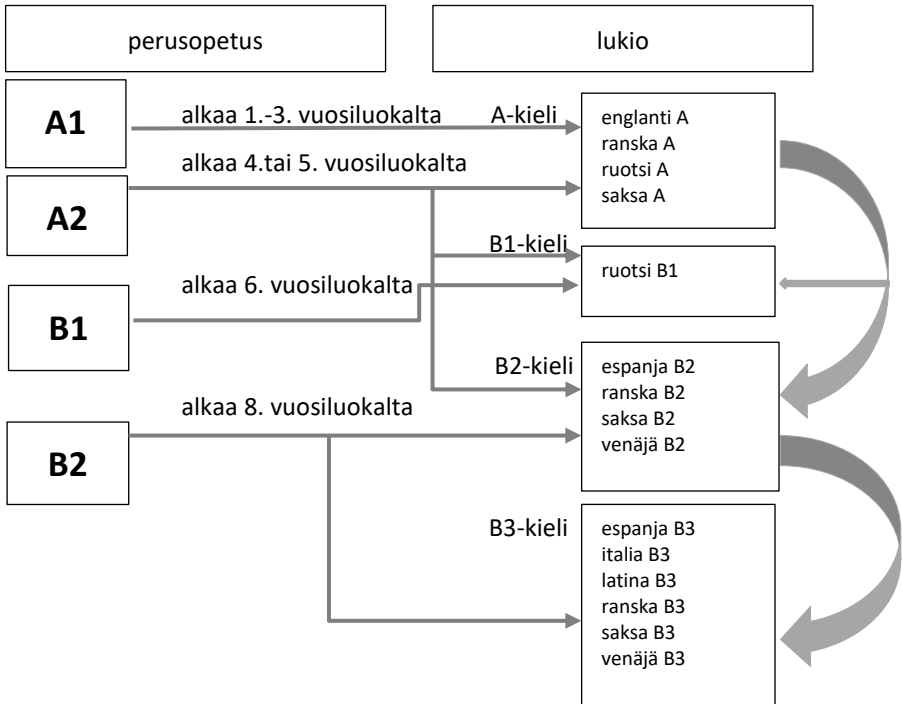 perusopetus
lukio
A1
alkaa 1.-3. vuosiluokalta
A-kieli
englanti A
ranska A
ruotsi A
saksa A
A2
alkaa 4.tai 5. vuosiluokalta
B1-kieli
ruotsi B1
B1
alkaa 6. vuosiluokalta
B2-kieli
espanja B2
ranska B2
saksa B2
venäjä B2
B2
alkaa 8. vuosiluokalta
B3-kieli
espanja B3
italia B3
latina B3
ranska B3
saksa B3
venäjä B3